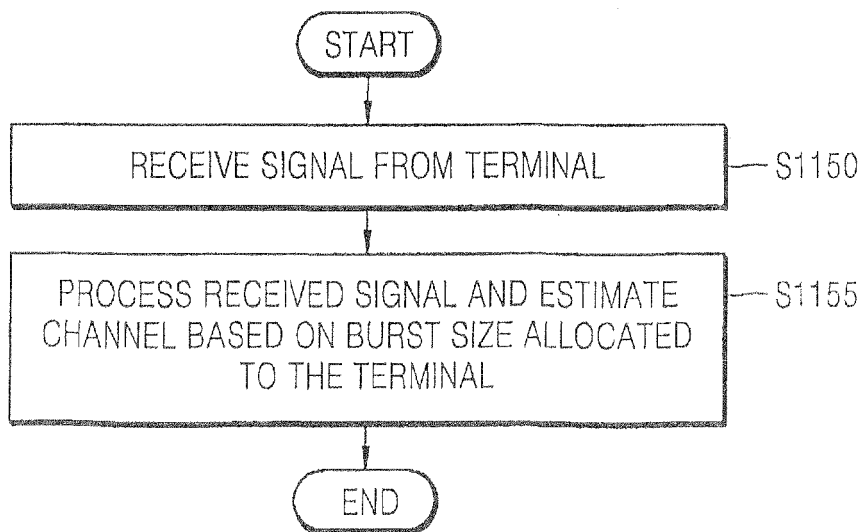 START
RECEIVE SIGNAL FROM TERMINAL
S1150
PROCESS RECEIVED SIGNAL AND ESTIMATE
CHANNEL BASED ON BURST SIZE ALLOCATED
TO THE TERMINAL
S1155
END